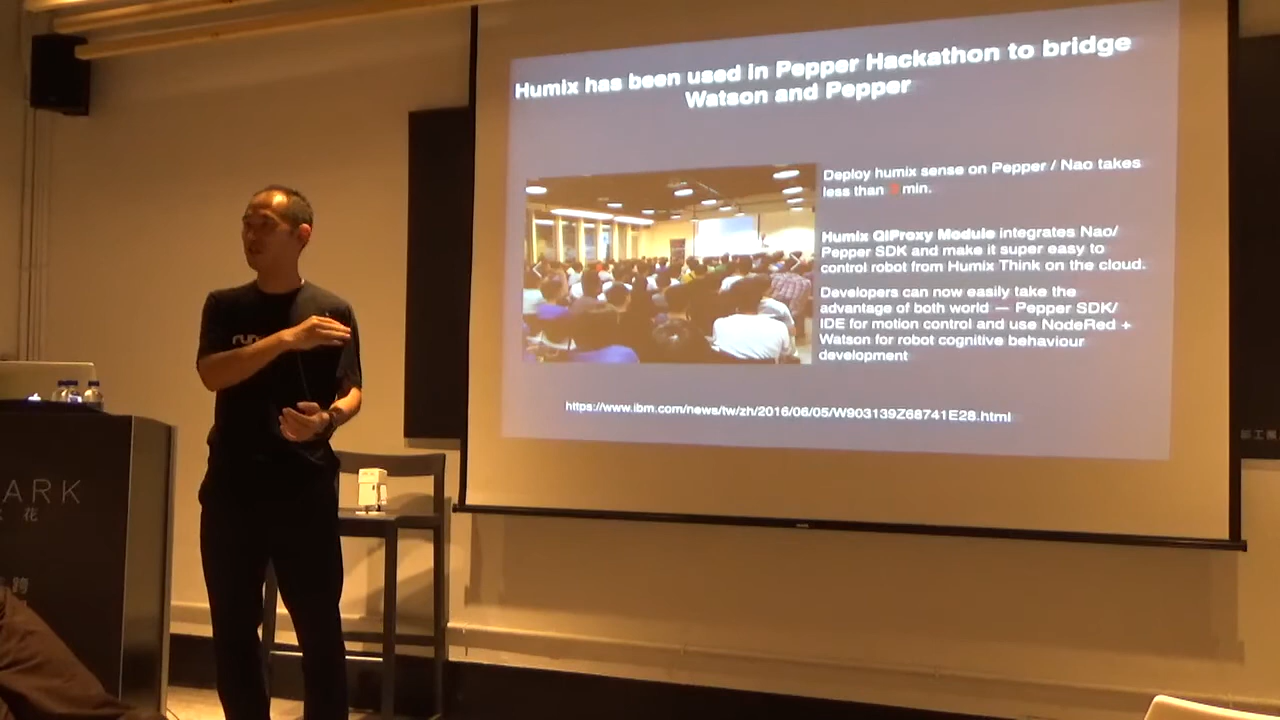 Humix has been used in Pepper Hackathon to bridge
Watson and Pepper
Deploy humix sense on Pepper / Nao takes
less than min.
Humix QiProxy Module integrates Nao/
Pepper SDK and make it super easy to
control robot from Humix Think on the cloud.
Developers can now easily take the
advantage of both world — Pepper SDK/
IDE for motion control and use NodeRed +
Watson for robot cognitive behaviour
development
https://www.ibm.com/news/tw/zh/2016/06/05/W903139Z68741E28.html
ARK
花
跨